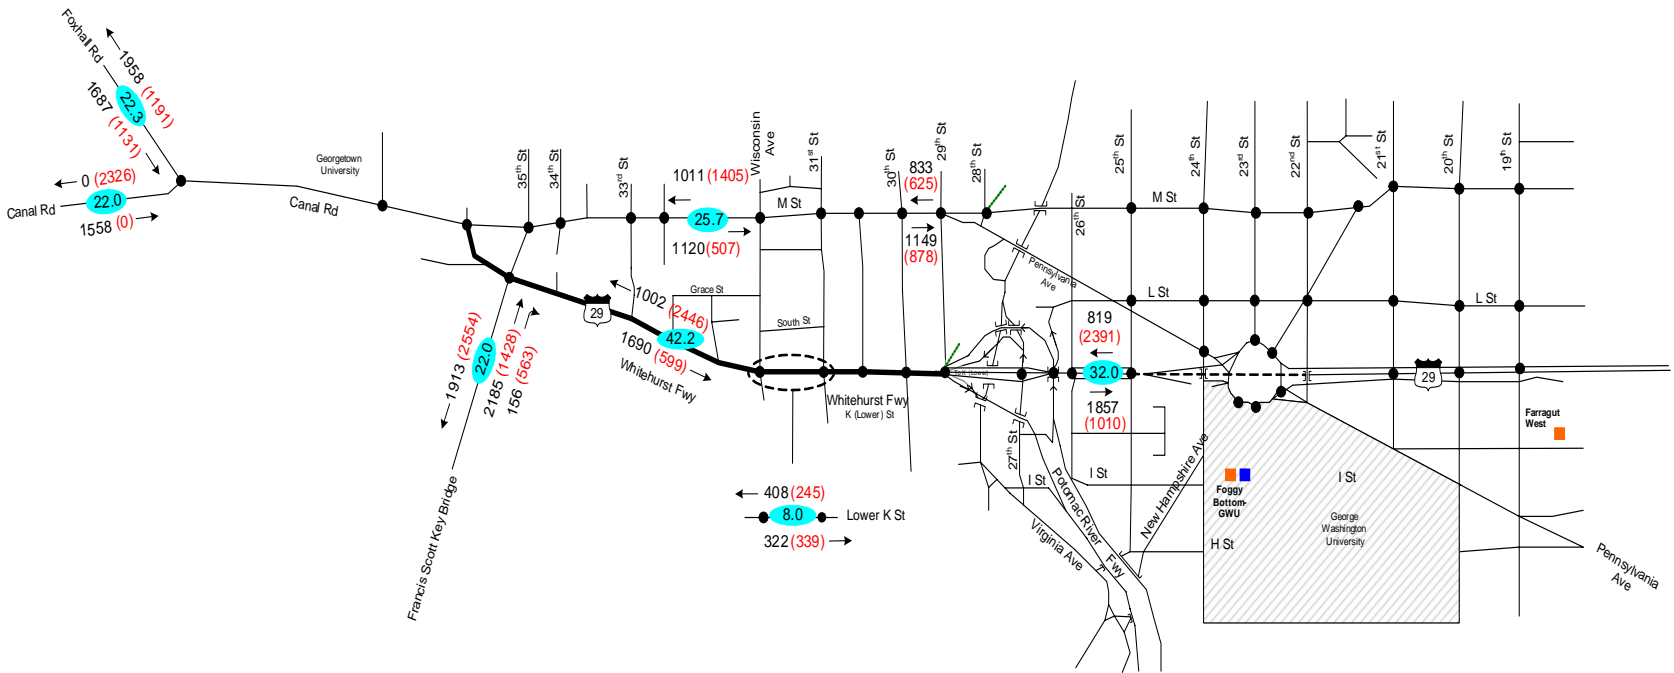 Foxhall Rd
1958 (1191)
22.3
1687 (1131)
0 (2326)
22.0
Canal Rd
1558 (0)
Georgetown
University
Canal Rd
35th St
34th St
33rd St
1011 (1405)
25.7
1120 (507)
Wisconsin
Ave
M St
31st St
30th St
29th St
28th St
833
(625)
1149
(878)
26th St
25th St
M St
24th St
23rd St
22nd St
21st St
20th St
19th St
Pennsylvania
Ave
L St
L St
Grace St
South St
1002 (2446)
29
42.2
1690 (599)
Whitehurst Fwy
1913 (2554)
22.0
2185 (1428)
156 (563)
Francis Scott Key Bridge
Whitehurst Fwy
K (Lower) St
819
(2391)
32.0
1857
(1010)
29
Farragut
West
27th St
I St
I St
I St
Potomac River
Fwy
Virginia Ave
New Hampshire Ave
Foggy
Bottom-
GWU
George
Washington
University
H St
Pennsylvania
Ave
408 (245)
8.0
Lower K St
322 (339)